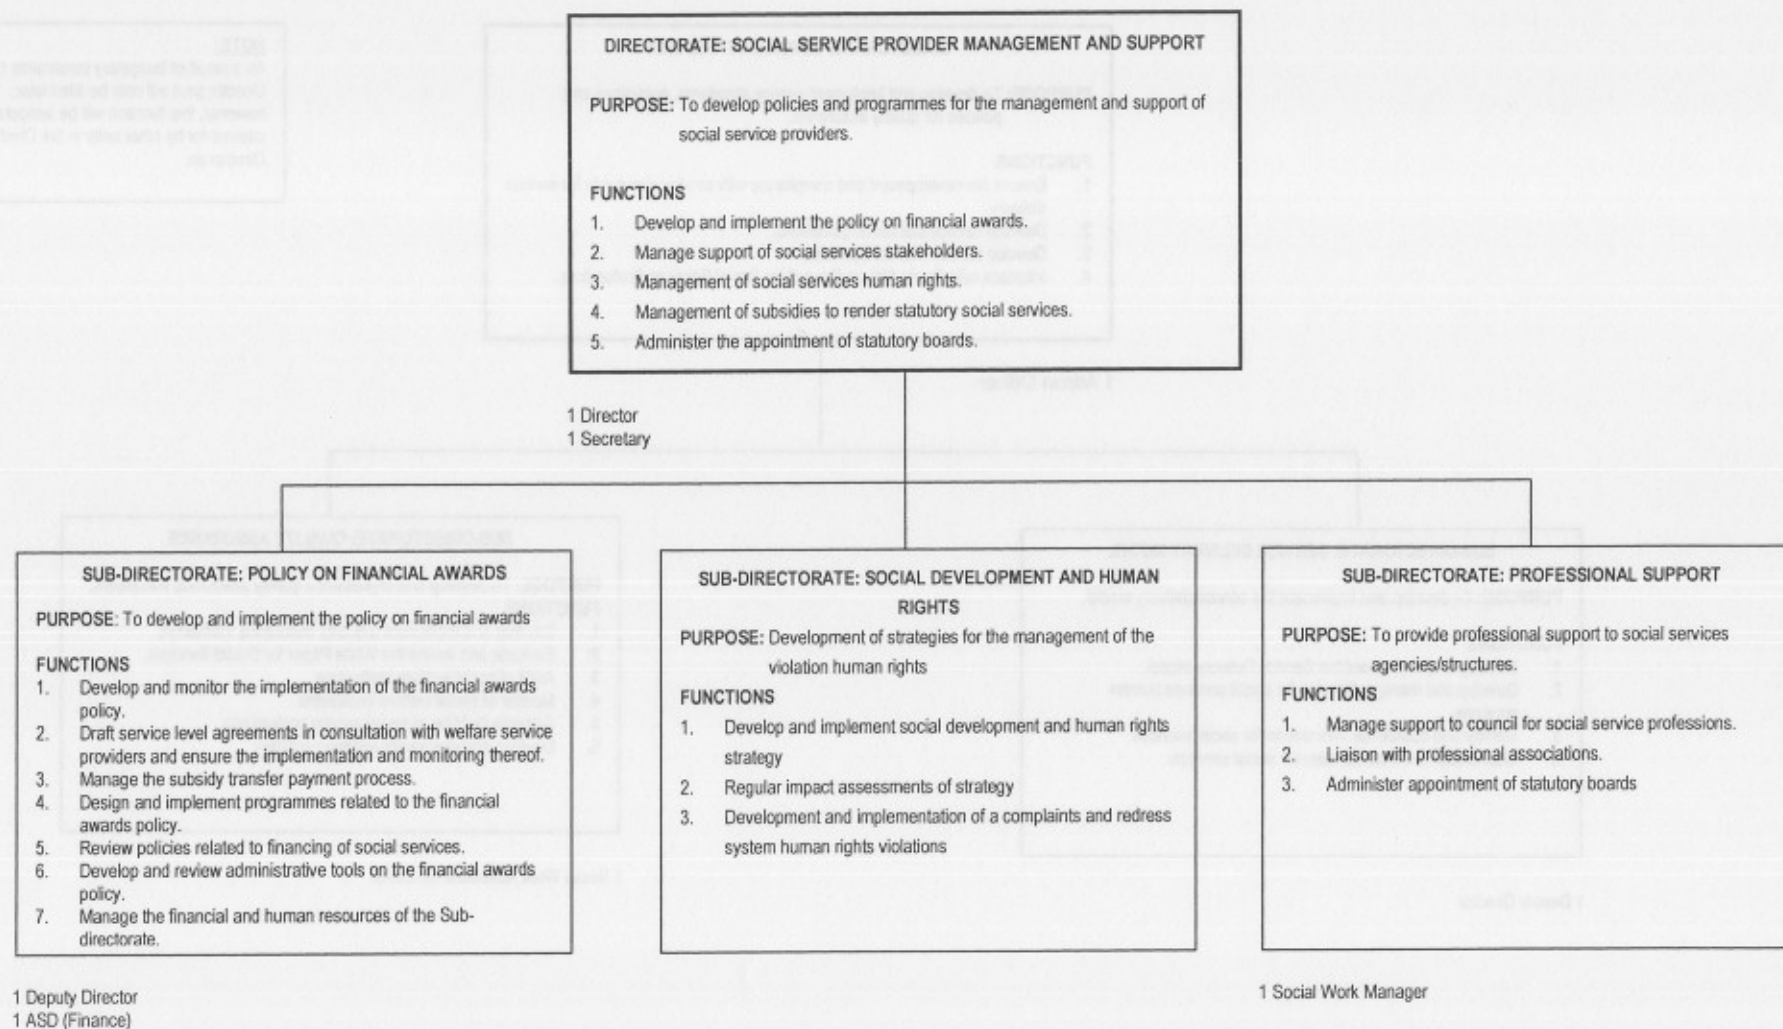 DIRECTORATE: SOCIAL SERVICE PROVIDER MANAGEMENT AND SUPPORT
PURPOSE: To develop policies and programmes for the management and support of
social service providers.
FUNCTIONS
1. Develop and implement the policy on financial awards.
2. Manage support of social services stakeholders.
3. Management of social services human rights.
4. Management of subsidies to render statutory social services.
5. Administer the appointment of statutory boards.
1 Director
1 Secretary
SUB-DIRECTORATE: POLICY ON FINANCIAL AWARDS
PURPOSE: To develop and implement the policy on financial awards
FUNCTIONS
1. Develop and monitor the implementation of the financial awards
policy.
2. Draft service level agreements in consultation with welfare service
providers and ensure the implementation and monitoring thereof.
3. Manage the subsidy transfer payment process.
4. Design and implement programmes related to the financial
awards policy.
5. Review policies related to financing of social services.
6. Develop and review administrative tools on the financial awards
policy.
7. Manage the financial and human resources of the Sub-
directorate.
1 Deputy Director
1 ASD (Finance)
SUB-DIRECTORATE: SOCIAL DEVELOPMENT AND HUMAN
RIGHTS
PURPOSE: Development of strategies for the management of the
violation human rights
FUNCTIONS
1. Develop and implement social development and human rights
strategy
2. Regular impact assessments of strategy
3. Development and implementation of a complaints and redress
system human rights violations
SUB-DIRECTORATE: PROFESSIONAL SUPPORT
PURPOSE: To provide professional support to social services
agencies/structures.
FUNCTIONS
1. Manage support to council for social service professions.
2. Liaison with professional associations.
3. Administer appointment of statutory boards
1 Social Work Manager